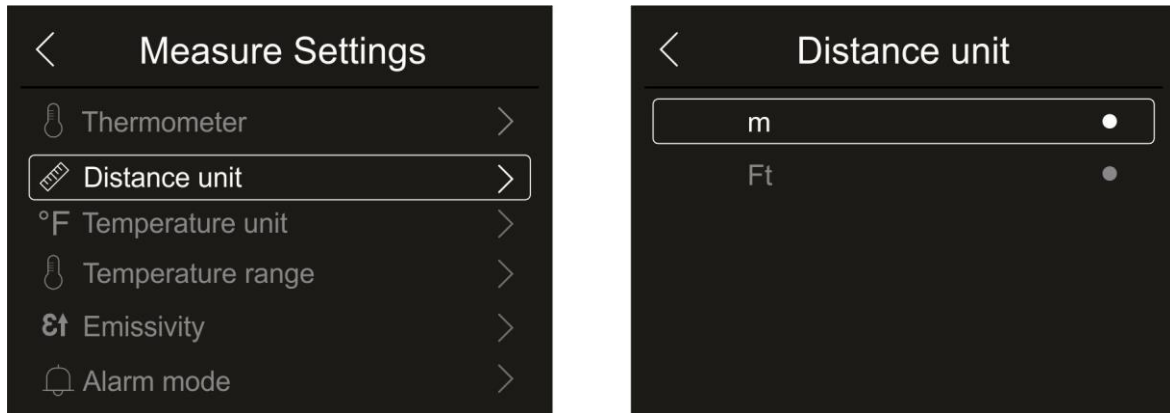 Measure Settings
Thermometer
Distance unit
°F Temperature unit
Temperature range
Ɛ↑ Emissivity
Alarm mode
Distance unit
m
Ft